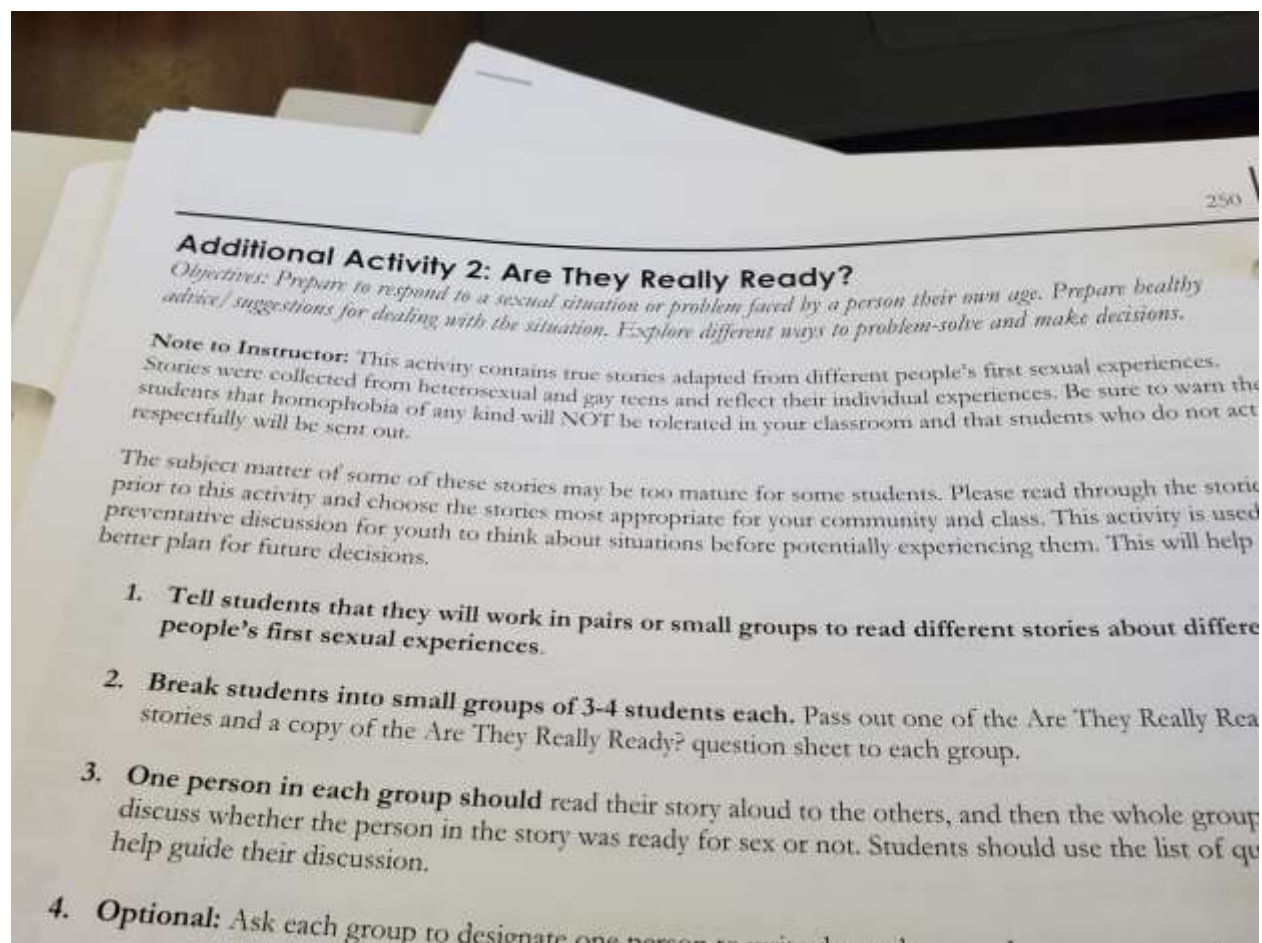 250
Additional Activity 2: Are They Really Ready?
Objectives: Prepare to respond to a sexual situation or problem faced by a person their own age. Prepare healthy
advice/suggestions for dealing with the situation. Explore different ways to problem-solve and make decisions.
Note to Instructor: This activity contains true stories adapted from different people's first sexual experiences.
Stories were collected from heterosexual and gay teens and reflect their individual experiences. Be sure to warn the
students that homophobia of any kind will NOT be tolerated in your classroom and that students who do not act
respectfully will be sent out.
The subject matter of some of these stories may be too mature for some students. Please read through the storie
prior to this activity and choose the stories most appropriate for your community and class. This activity is used
preventative discussion for youth to think about situations before potentially experiencing them. This will help
better plan for future decisions.
1. Tell students that they will work in pairs or small groups to read different stories about differe
people's first sexual experiences.
2. Break students into small groups of 3-4 students each. Pass out one of the Are They Really Rea
stories and a copy of the Are They Really Ready? question sheet to each group.
3. One person in each group should read their story aloud to the others, and then the whole group
discuss whether the person in the story was ready for sex or not. Students should use the list of qu
help guide their discussion.
4. Optional: Ask each group to designate one person to